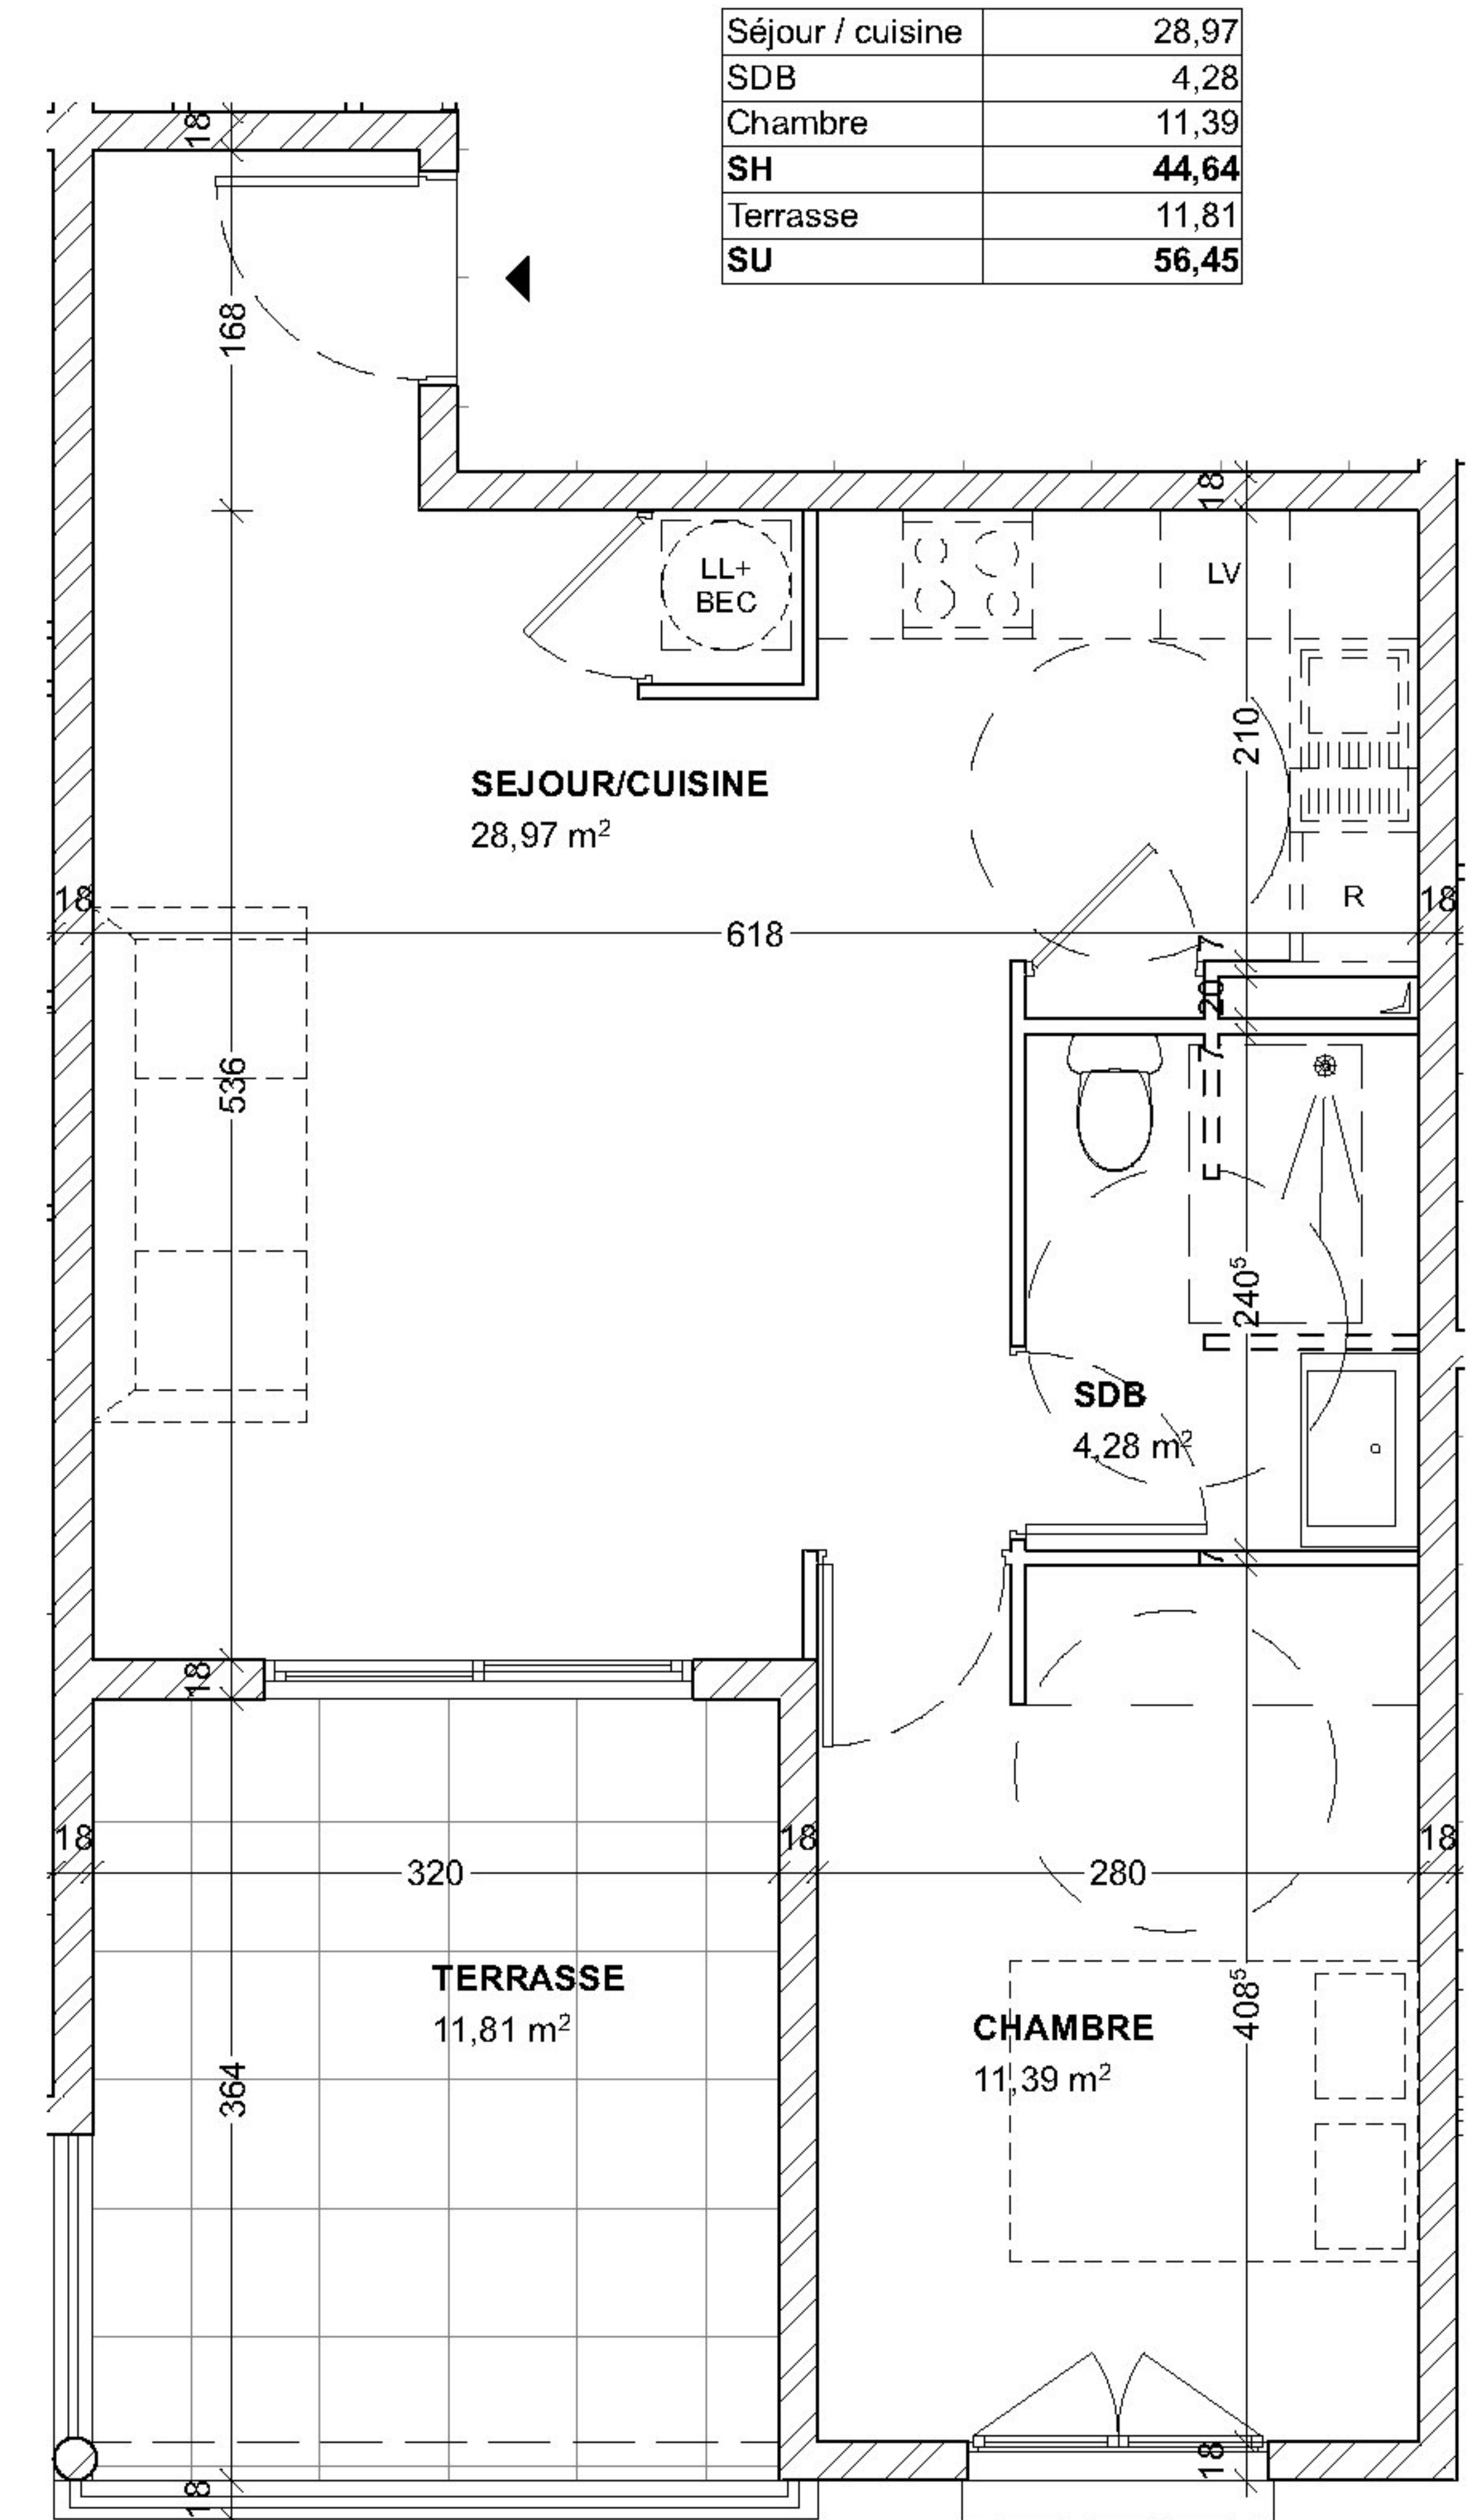 Séjour / cuisine 28,97
SDB 4,28
Chambre 11,39
SH 44,64
Terrasse 11,81
SU 56,45
18
168
18
LL+
BEC
LV
210
SEJOUR/CUISINE
28,97 m²
18
R
18
618
7
20
7
536
240⁵
SDB
4,28 m²
7
18
18
18
18
320
280
TERRASSE
11,81 m²
408⁵
CHAMBRE
11,39 m²
364
18
18